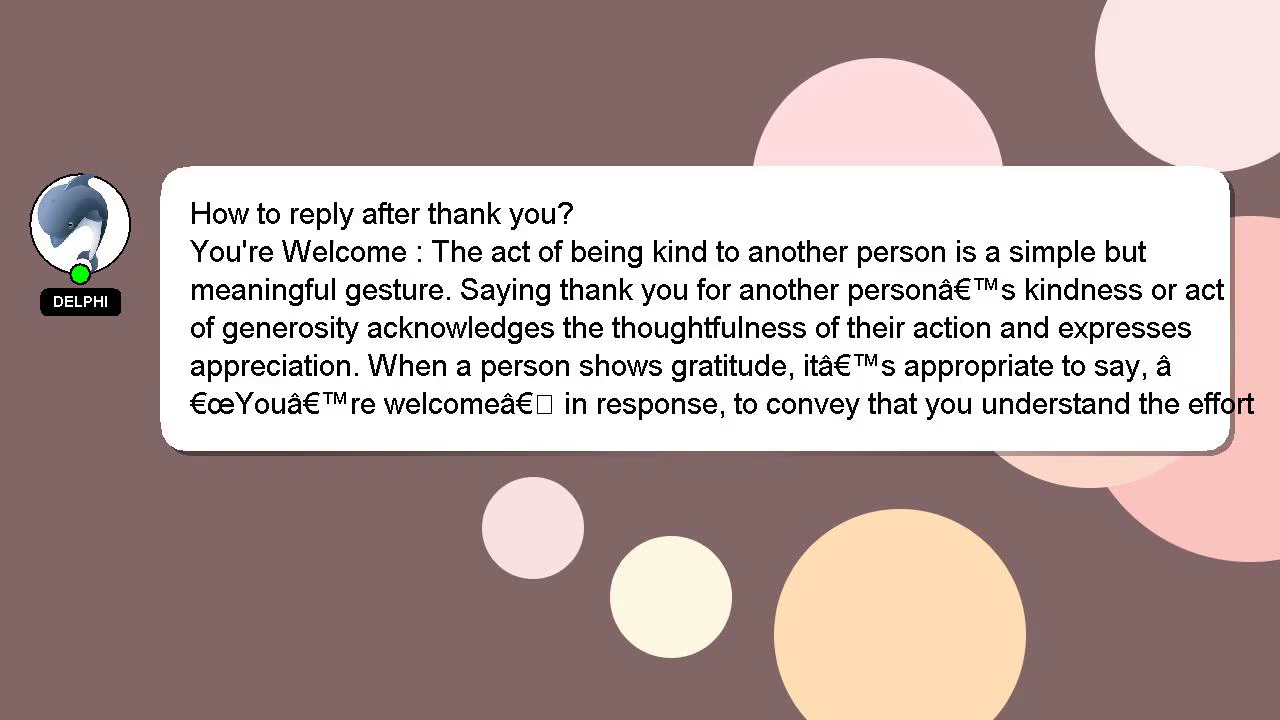 How to reply after thank you?
You're Welcome : The act of being kind to another person is a simple but
meaningful gesture. Saying thank you for another personâ€™s kindness or act
of generosity acknowledges the thoughtfulness of their action and expresses
appreciation. When a person shows gratitude, itâ€™s appropriate to say, â
€œYouâ€™re welcomeâ€□ in response, to convey that you understand the effort
DELPHI